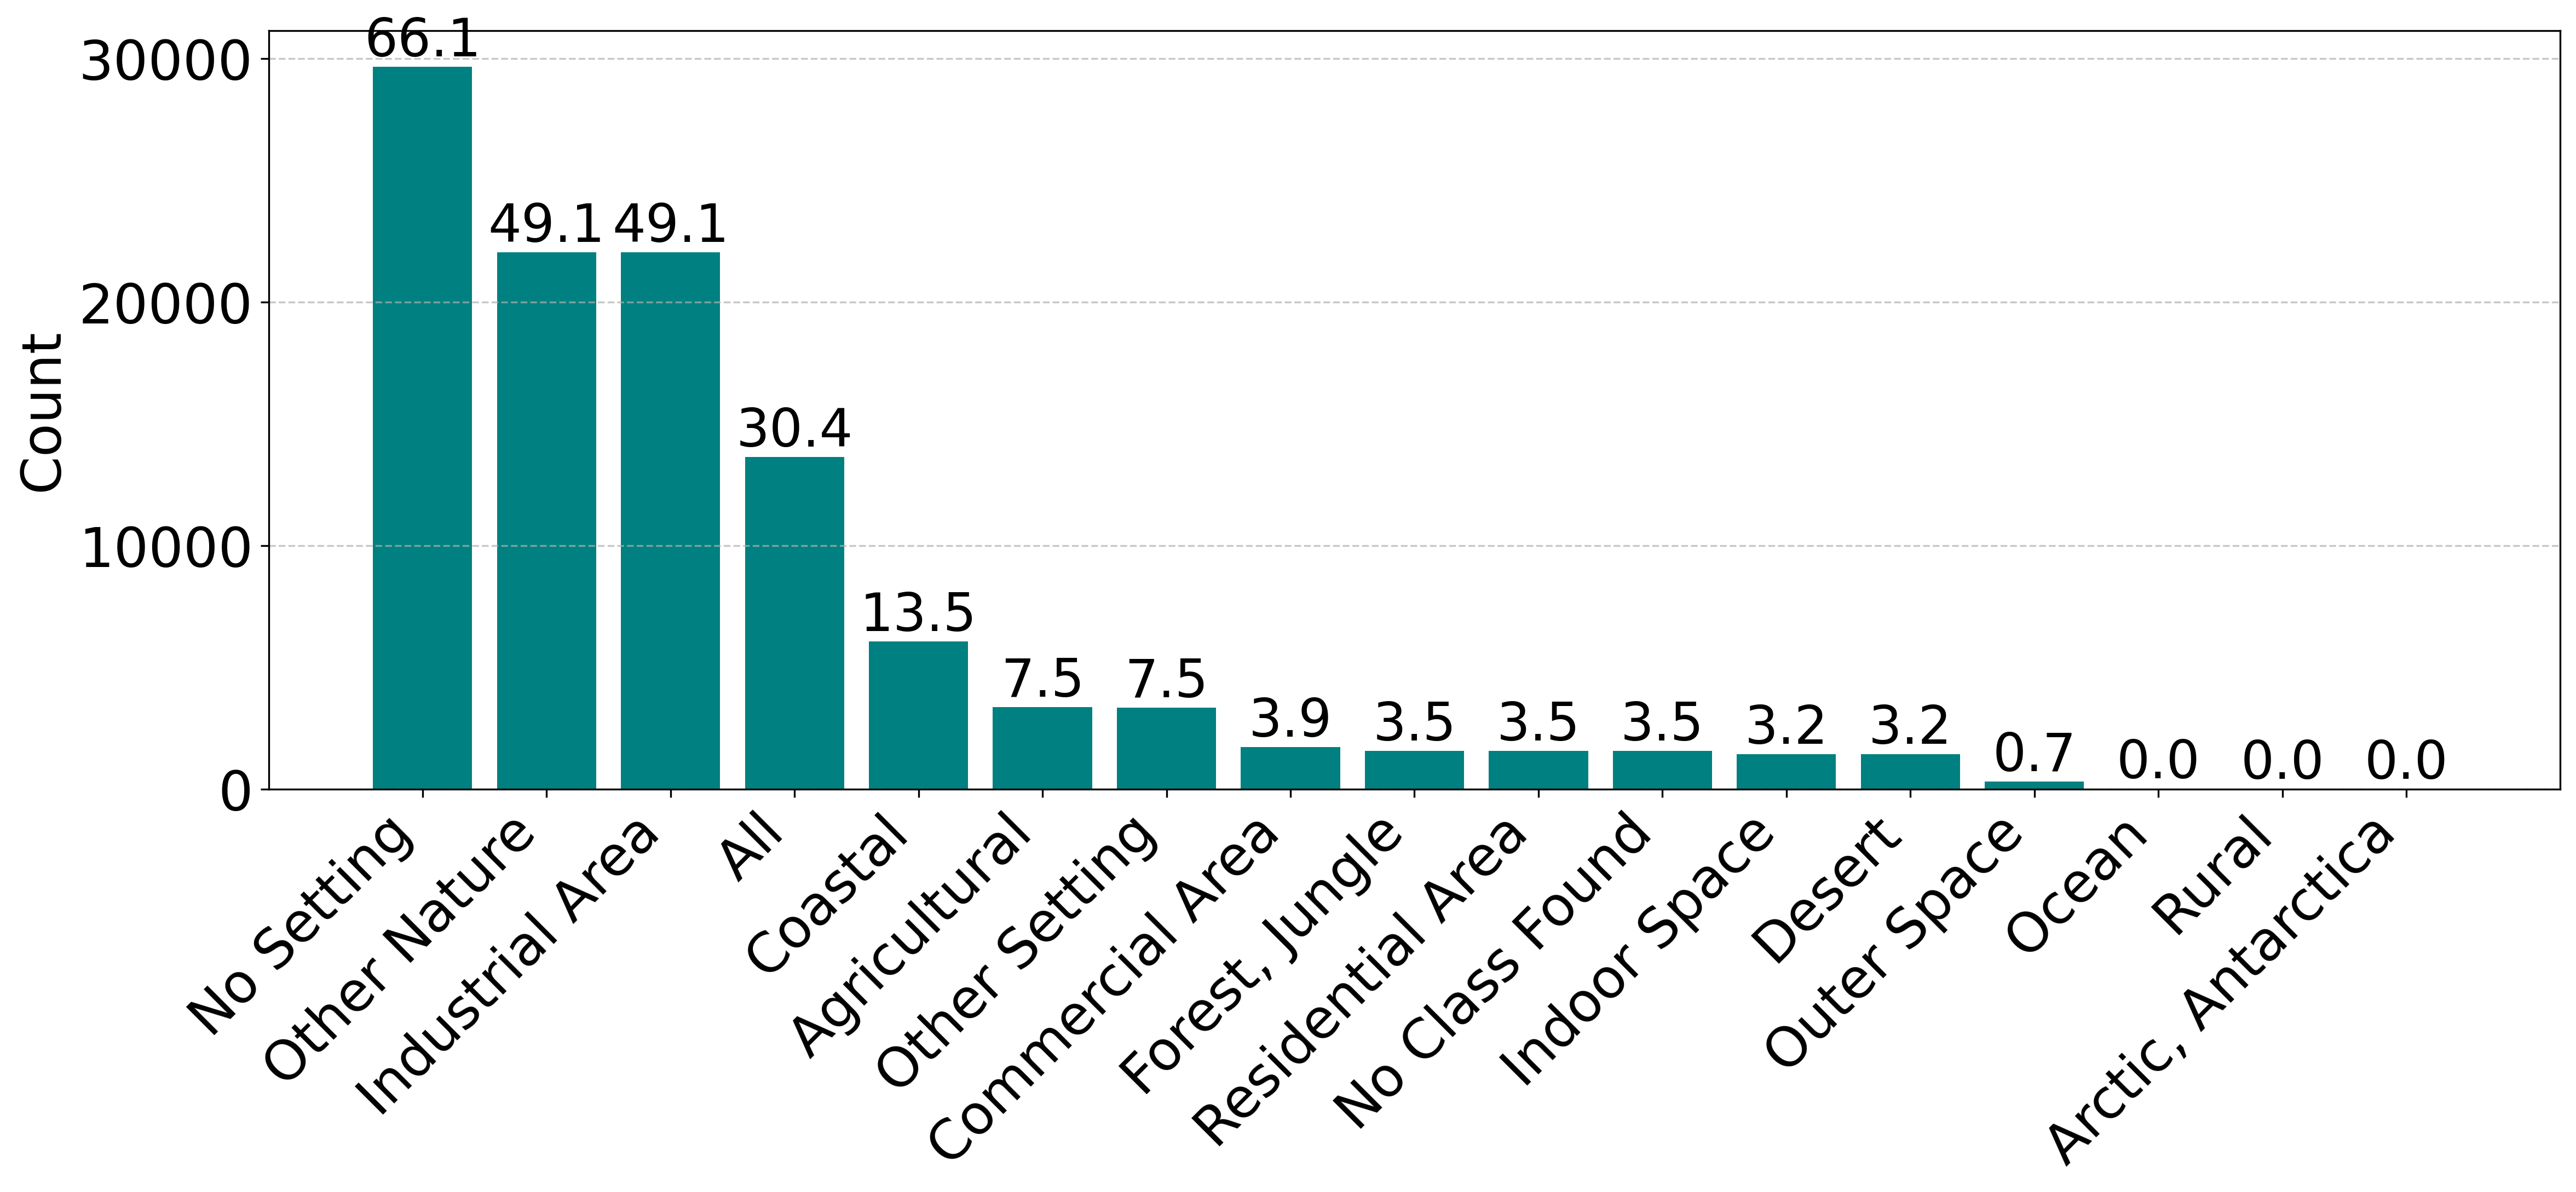 66.1
49.1
49.1
30.4
13.5
7.5
7.5
3.9
3.5
3.5
3.5
3.2
3.2
0.7
0.0
0.0
0.0
30000
20000
10000
0
Count
No Setting
Other Nature
Industrial Area
All
Coastal
Agricultural
Other Setting
Commercial Area
Forest, Jungle
Residential Area
No Class Found
Indoor Space
Desert
Outer Space
Ocean
Rural
Arctic, Antarctica